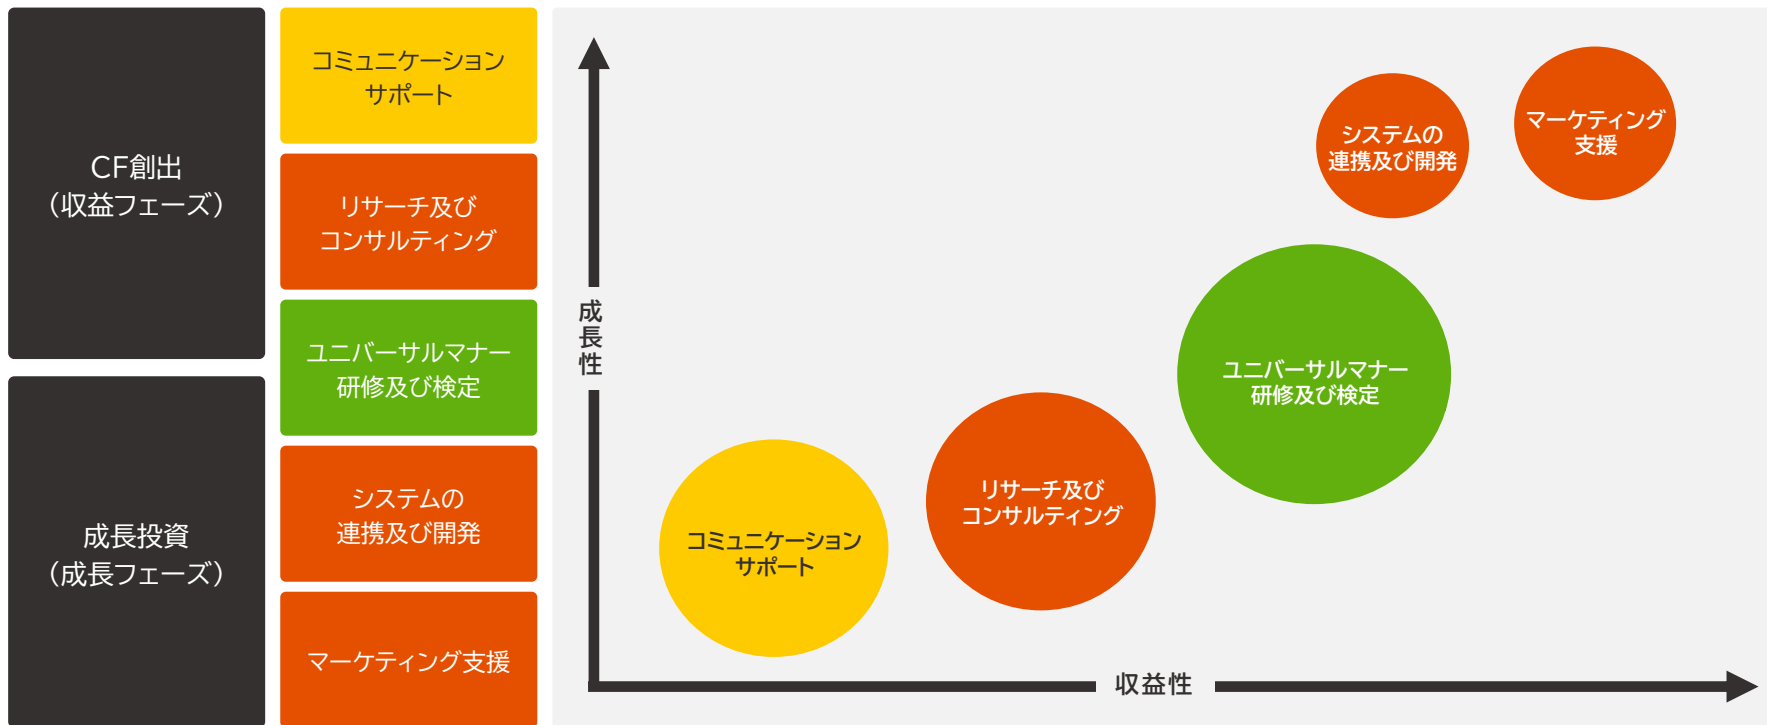 CF創出
（収益フェーズ）
成長投資
（成長フェーズ）
コミュニケーション
サポート
リサーチ及び
コンサルティング
ユニバーサルマナー
研修及び検定
システムの
連携及び開発
マーケティング支援
成長性
システムの
連携及び開発
マーケティング
支援
ユニバーサルマナー
研修及び検定
リサーチ及び
コンサルティング
コミュニケーション
サポート
収益性